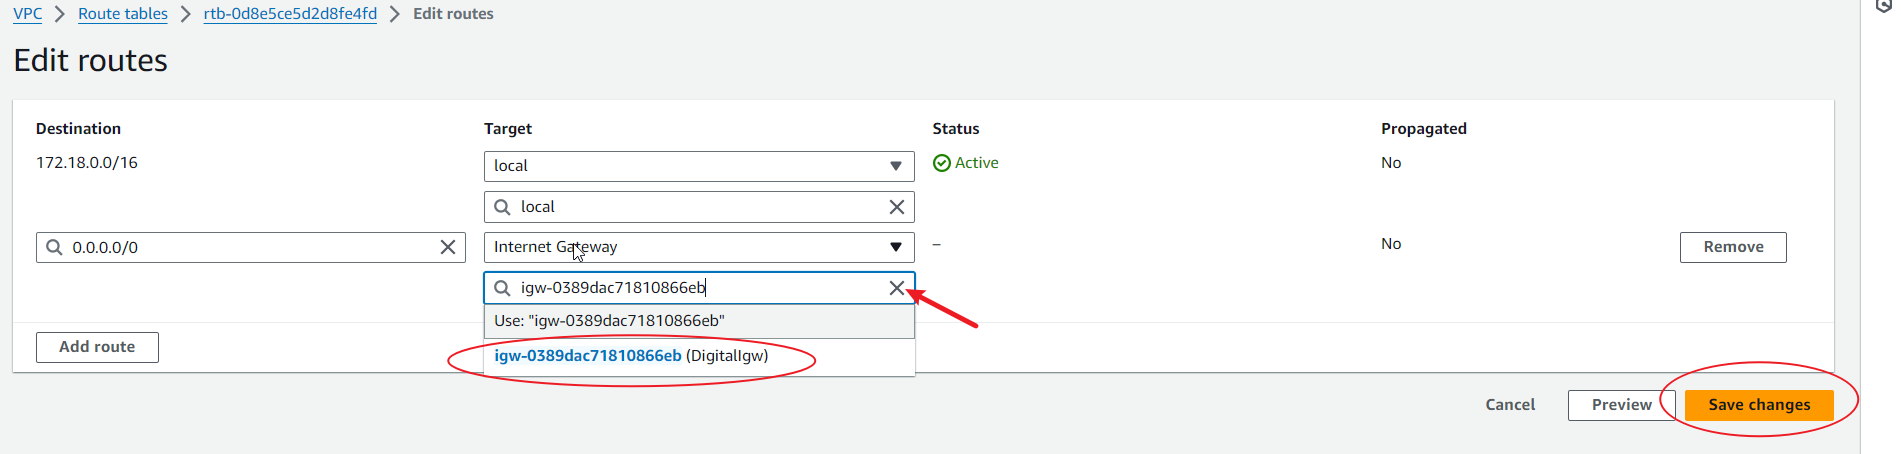 VPC > Route tables > rtb-0d8e5ce5d2d8fe4fd > Edit routes
Edit routes
Destination Target Status Propagated
172.18.0.0/16 local Active No
local
0.0.0.0/0 Internet Gateway – No Remove
igw-0389dac71810866eb
Use: "igw-0389dac71810866eb"
Add route igw-0389dac71810866eb (DigitalIgw)
Cancel Preview Save changes